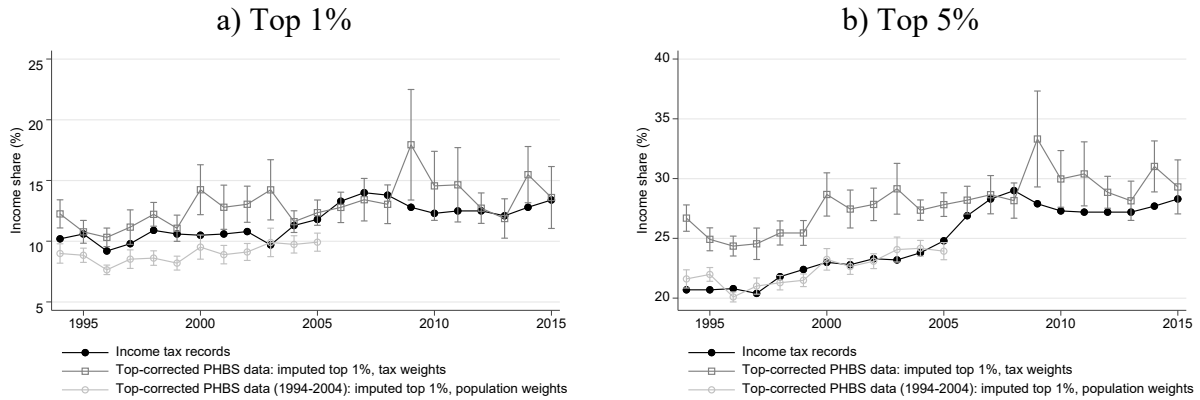 a) Top 1%
Income share (%)
25
20
15
10
5
1995 2000 2005 2010 2015
Income tax records
Top-corrected PHBS data: imputed top 1%, tax weights
Top-corrected PHBS data (1994-2004): imputed top 1%, population weights
b) Top 5%
Income share (%)
40
35
30
25
20
1995 2000 2005 2010 2015
Income tax records
Top-corrected PHBS data: imputed top 1%, tax weights
Top-corrected PHBS data (1994-2004): imputed top 1%, population weights